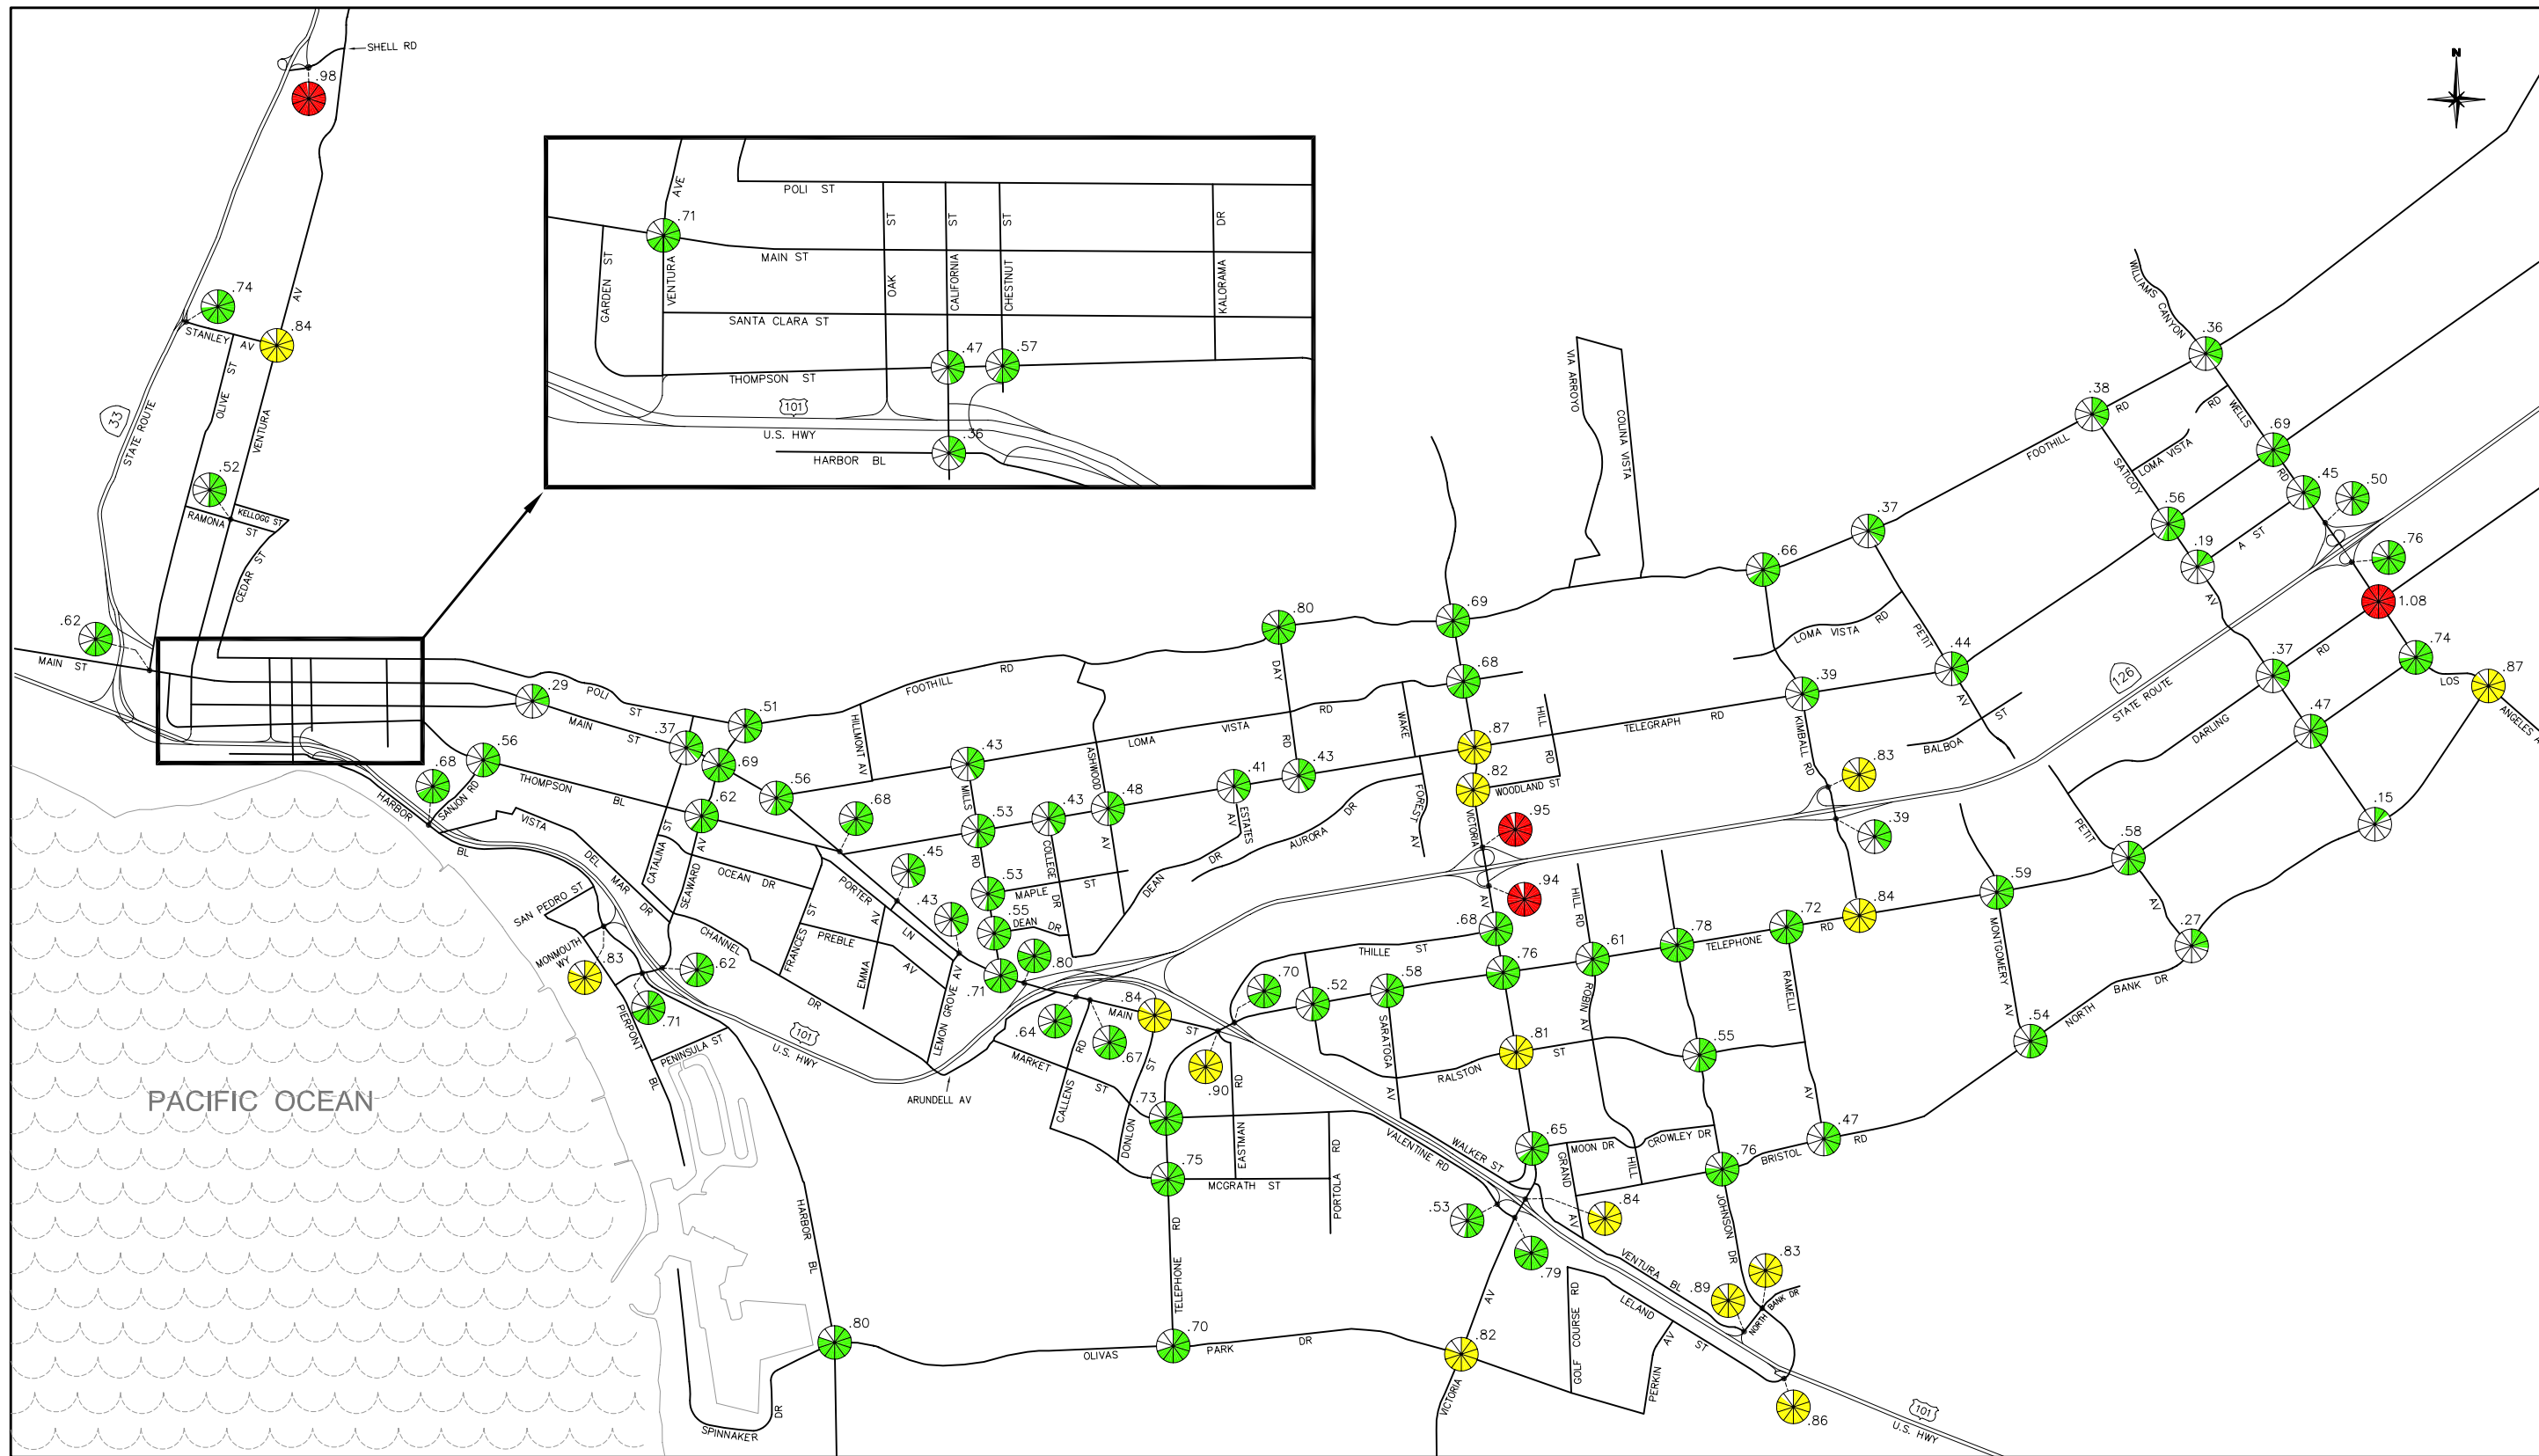 SHELL RD
.98
N
POLI ST
AVE
.71
MAIN ST
GARDEN ST
VENTURA
OAK ST
CALIFORNIA ST
CHESTNUT ST
KALORAMA DR
SANTA CLARA ST
.47
.57
THOMPSON ST
101
U.S. HWY
.36
HARBOR BL
.74
STANLEY AV
.84
AV
OLIVE ST
VENTURA
33
STATE ROUTE
.52
RAMONA ST
KELLOGG ST
CEDAR ST
.62
MAIN ST
VIA ARROYO
COLINA VISTA
WILLIAMS CANYON
.36
.38
RD
FOOTHILL
WELLS RD
LOMA VISTA RD
SATICOY AV
.69
.45
.50
.56
.37
.19
A ST
.76
.66
1.08
.69
.80
LOMA VISTA RD
PETIT AV
.44
.74
.37
RD
.87
LOS ANGELES A
126
STATE ROUTE
DARLING
.47
BALBOA ST
.29
POLI ST
MAIN ST
.37
.51
FOOTHILL RD
HILLMONT AV
.69
.56
.68
SANJON RD
HARBOR BL
THOMPSON BL
.62
.56
.43
LOMA VISTA RD
ASHWOOD AV
DAY RD
.68
WAKE
FOREST AV
.87
HILL RD
TELEGRAPH RD
.39
KIMBALL RD
.83
.39
.82
WOODLAND ST
VICTORIA AV
.95
.94
.43
.41
ESTATES AV
AURORA DR
DEAN DR
MILLS RD
.53
.43
.48
COLLEGE DR
.68
.45
.43
.53
MAPLE ST
.55
DEAN DR
.80
.71
VISTA DEL MAR DR
CATALINA ST
SEAWARD AV
OCEAN DR
PORTER LN
FRANCES ST
PREBLE AV
EMMA AV
LEMON GROVE AV
CHANNEL DR
SAN PEDRO ST
MONMOUTH WY
.83
.62
.71
PIERPONT BL
PENINSULA ST
101
U.S. HWY
ARUNDELL AV
PACIFIC OCEAN
.64
.67
.84
MAIN ST
MARKET ST
CALLENS RD
DONLON ST
.90
.70
.73
.75
EASTMAN RD
MCGRATH ST
PORTOLA RD
TELEPHONE RD
HARBOR BL
.80
SPINNAKER DR
OLIVAS PARK DR
.70
.82
VICTORIA AV
THILLE ST
.68
.52
.58
.76
.61
.78
TELEPHONE RD
.72
.84
.59
.58
PETIT AV
.15
.27
NORTH BANK DR
MONTGOMERY AV
.54
HILL RD
ROBIN AV
HILL
SARATOGA AV
RALSTON ST
.81
.55
RAMELLI AV
.47
BRISTOL RD
.65
MOON DR
CROWLEY DR
.76
GRAND AV
WALKER ST
VALENTINE RD
.53
.84
.79
JOHNSON DR
.83
.89
NORTH BANK DR
VENTURA BL
LELAND ST
GOLF COURSE RD
PERKIN AV
.86
101
U.S. HWY